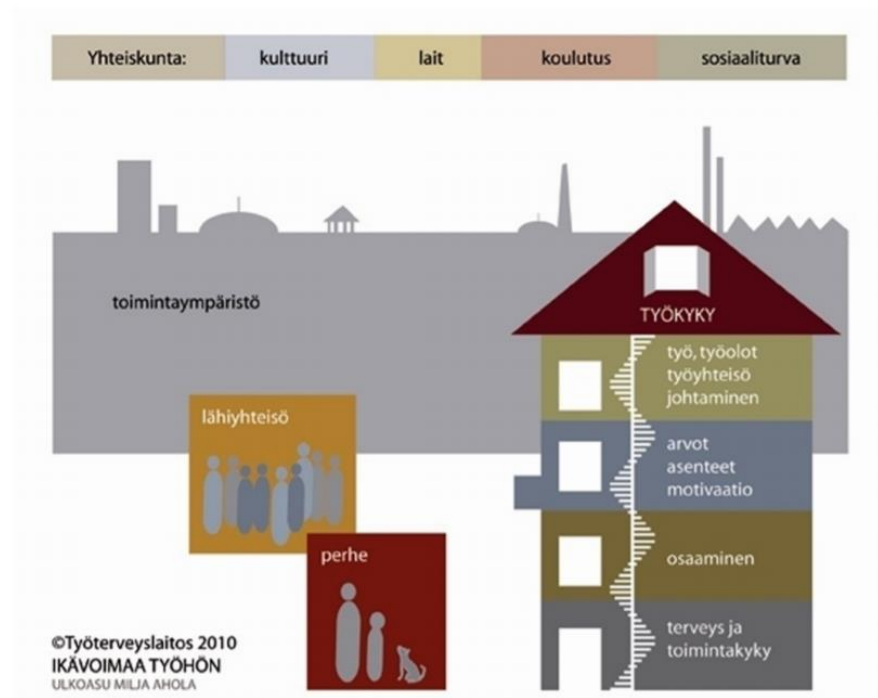 Yhteiskunta: kulttuuri lait koulutus sosiaaliturva
toimintaympäristö
TYÖKYKY
työ, työolot
työyhteisö
johtaminen
lähiyhteisö
arvot
asenteet
motivaatio
perhe
osaaminen
terveys ja
toimintakyky
©Työterveyslaitos 2010
IKÄVOIMAA TYÖHÖN
ULKOASU MILJA AHOLA